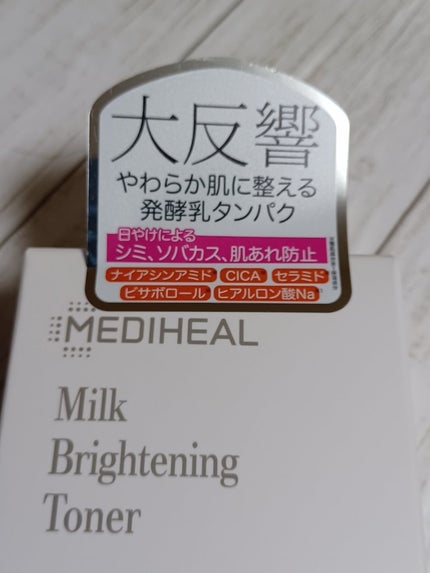 大反響
やわらか肌に整える
発酵乳タンパク
日やけによる
シミ、ソバカス、肌あれ防止
ナイアシンアミド CICA セラミド
ビサボロール ヒアルロン酸Na
MEDIHEAL
Milk
Brightening
Toner